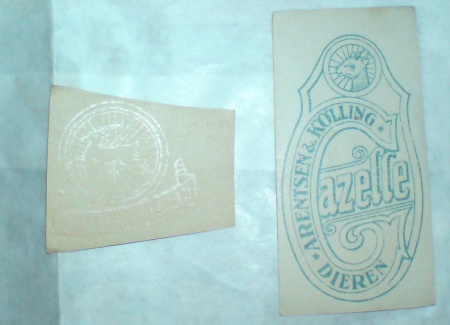 ARENTSEN & KOLLING
Gazelle
* DIEREN *